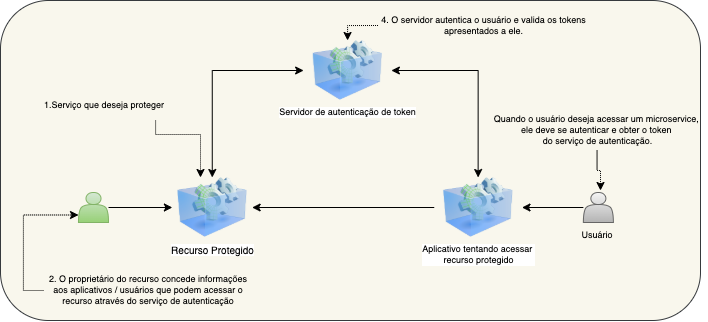 4. O servidor autentica o usuário e valida os tokens
apresentados a ele.
Servidor de autenticação de token
1.Serviço que deseja proteger
Quando o usuário deseja acessar um microservice,
ele deve se autenticar e obter o token
do serviço de autenticação.
Recurso Protegido
Aplicativo tentando acessar
recurso protegido
Usuário
2. O proprietário do recurso concede informações
aos aplicativos / usuários que podem acessar o
recurso através do serviço de autenticação